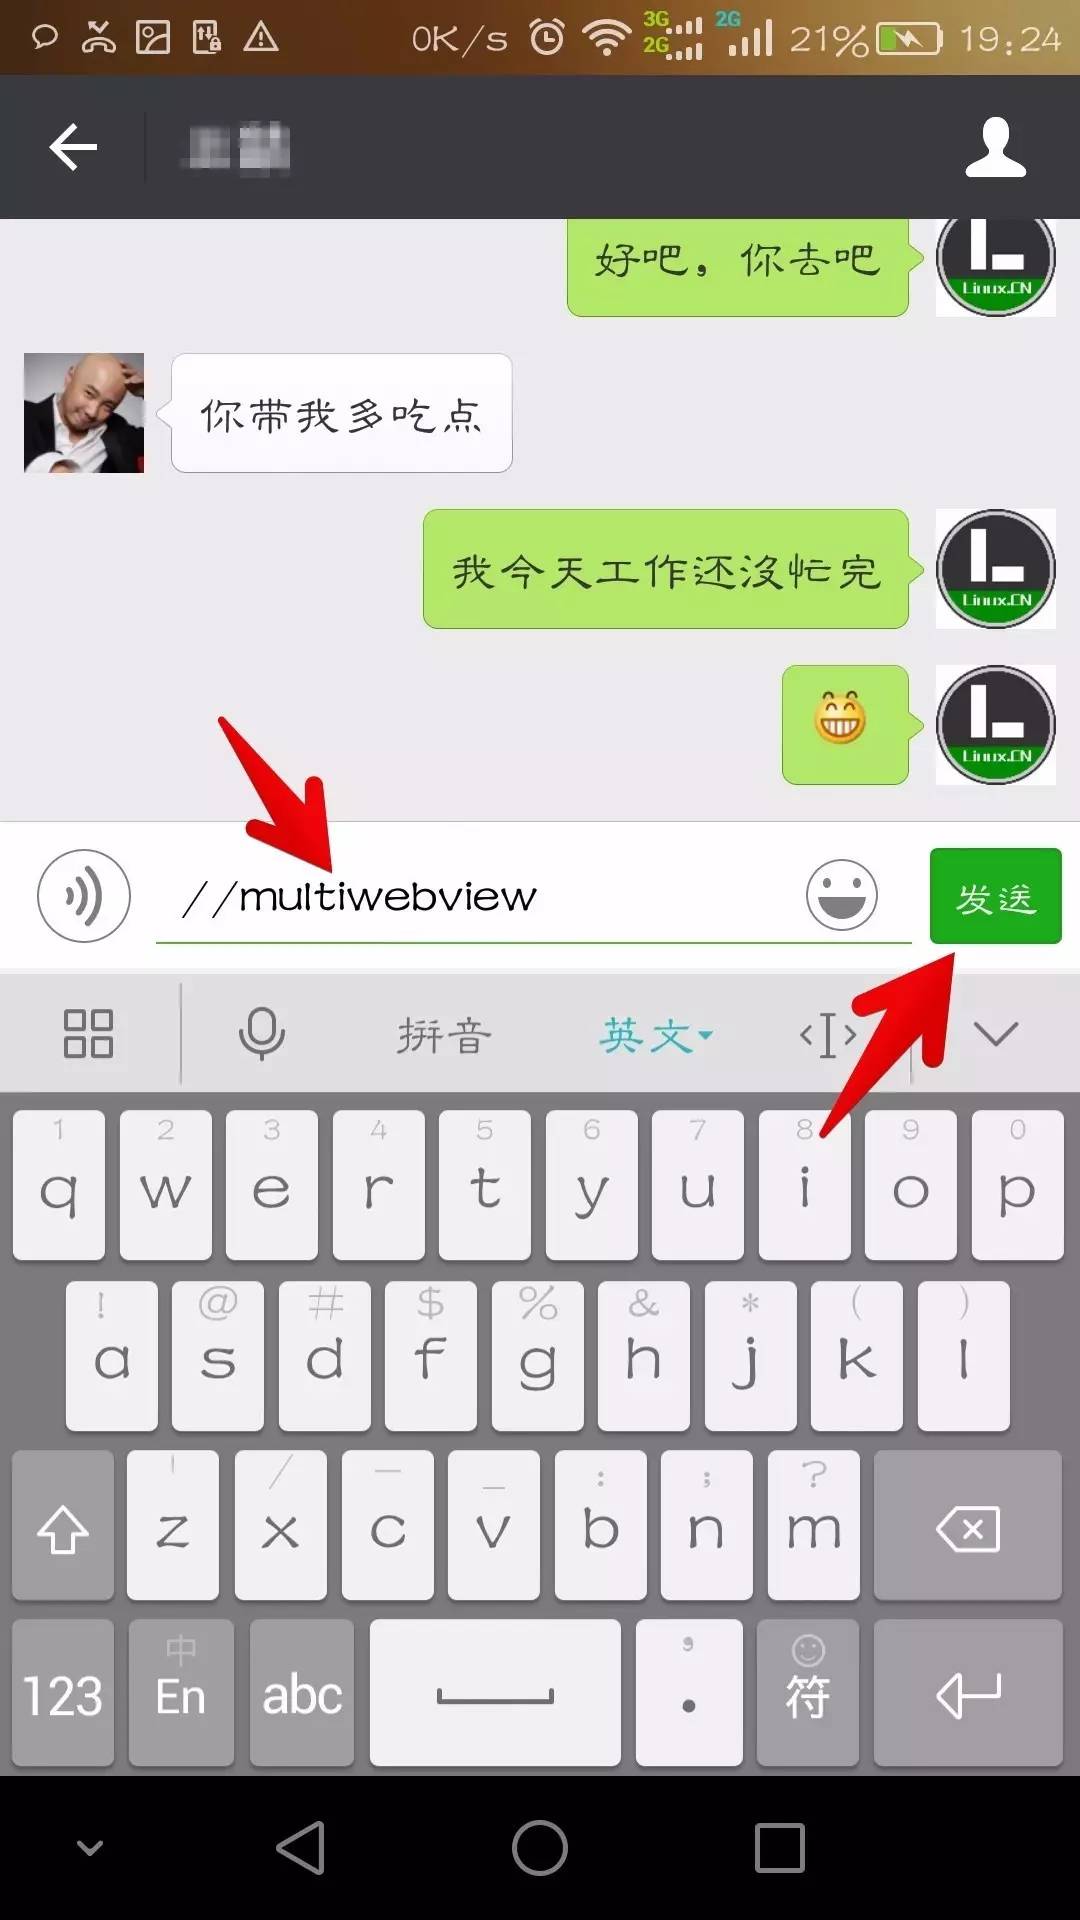 0K/s 3G 2G 2G 21% 19:24
好吧，你去吧
Linux.CN
你带我多吃点
我今天工作还没忙完
Linux.CN
Linux.CN
//multiwebview
发送
拼音 英文
1 2 3 4 5 6 7 8 9 0
q w e r t y u i o p
! @ # $ % & * ( )
a s d f g h j k l
' / — _ : ; ?
z x c v b n m
中 ,
123 En abc . 符